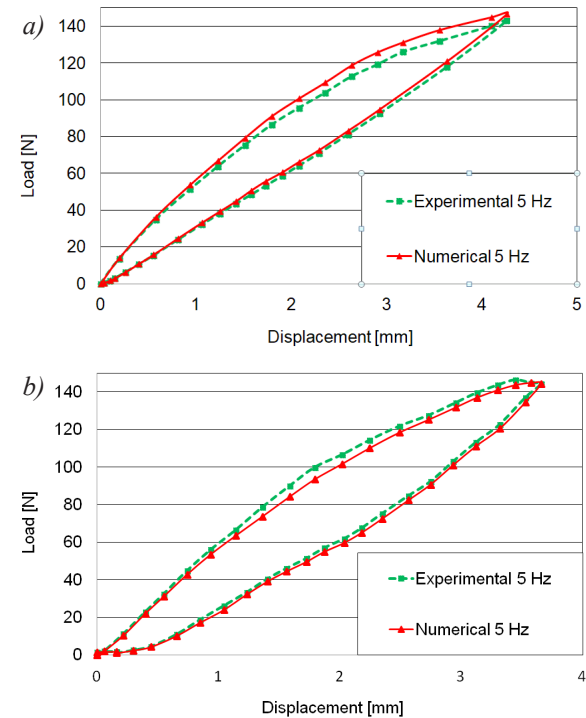 a)
140
120
100
80
60
40
20
0
Load [N]
Experimental 5 Hz
Numerical 5 Hz
0 1 2 3 4 5
Displacement [mm]
b)
140
120
100
80
60
40
20
0
Load [N]
Experimental 5 Hz
Numerical 5 Hz
0 1 2 3 4
Displacement [mm]